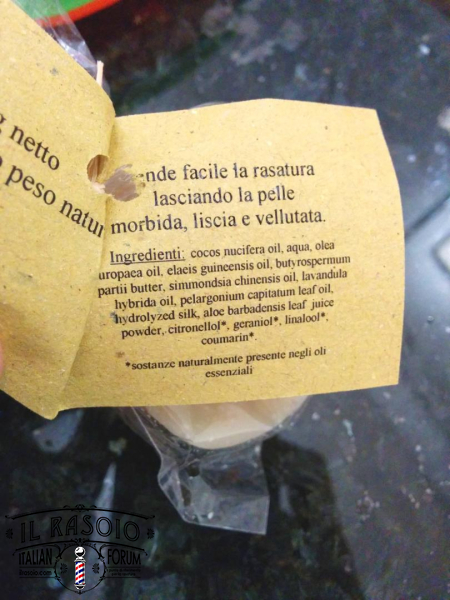 g netto
peso natur
nde facile la rasatura
lasciando la pelle
morbida, liscia e vellutata.
Ingredienti: cocos nucifera oil, aqua, olea
uropaea oil, elaeis guineensis oil, butyrospermum
partii butter, simmondsia chinensis oil, lavandula
hybrida oil, pelargonium capitatum leaf oil,
hydrolyzed silk, aloe barbadensis leaf juice
powder, citronellol*, geraniol*, linalool*,
coumarin*.
*sostanze naturalmente presente negli oli
essenziali
IL RASOIO
ITALIAN FORUM